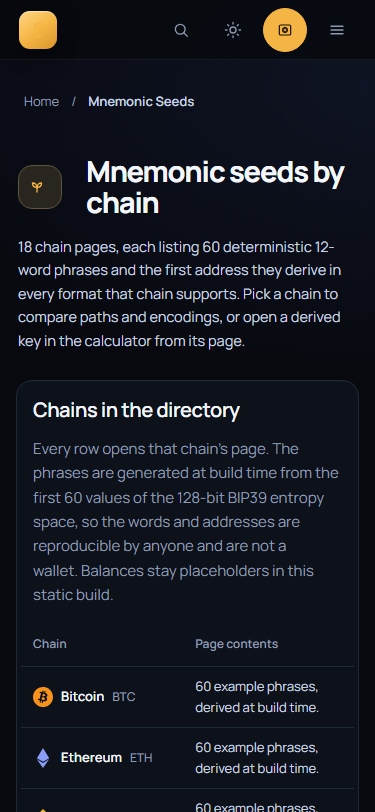 Home / Mnemonic Seeds
Mnemonic seeds by
chain
18 chain pages, each listing 60 deterministic 12-
word phrases and the first address they derive in
every format that chain supports. Pick a chain to
compare paths and encodings, or open a derived
key in the calculator from its page.
Chains in the directory
Every row opens that chain's page. The
phrases are generated at build time from the
first 60 values of the 128-bit BIP39 entropy
space, so the words and addresses are
reproducible by anyone and are not a
wallet. Balances stay placeholders in this
static build.
Chain Page contents
Bitcoin BTC 60 example phrases,
derived at build time.
Ethereum ETH 60 example phrases,
derived at build time.
60 example phrases,